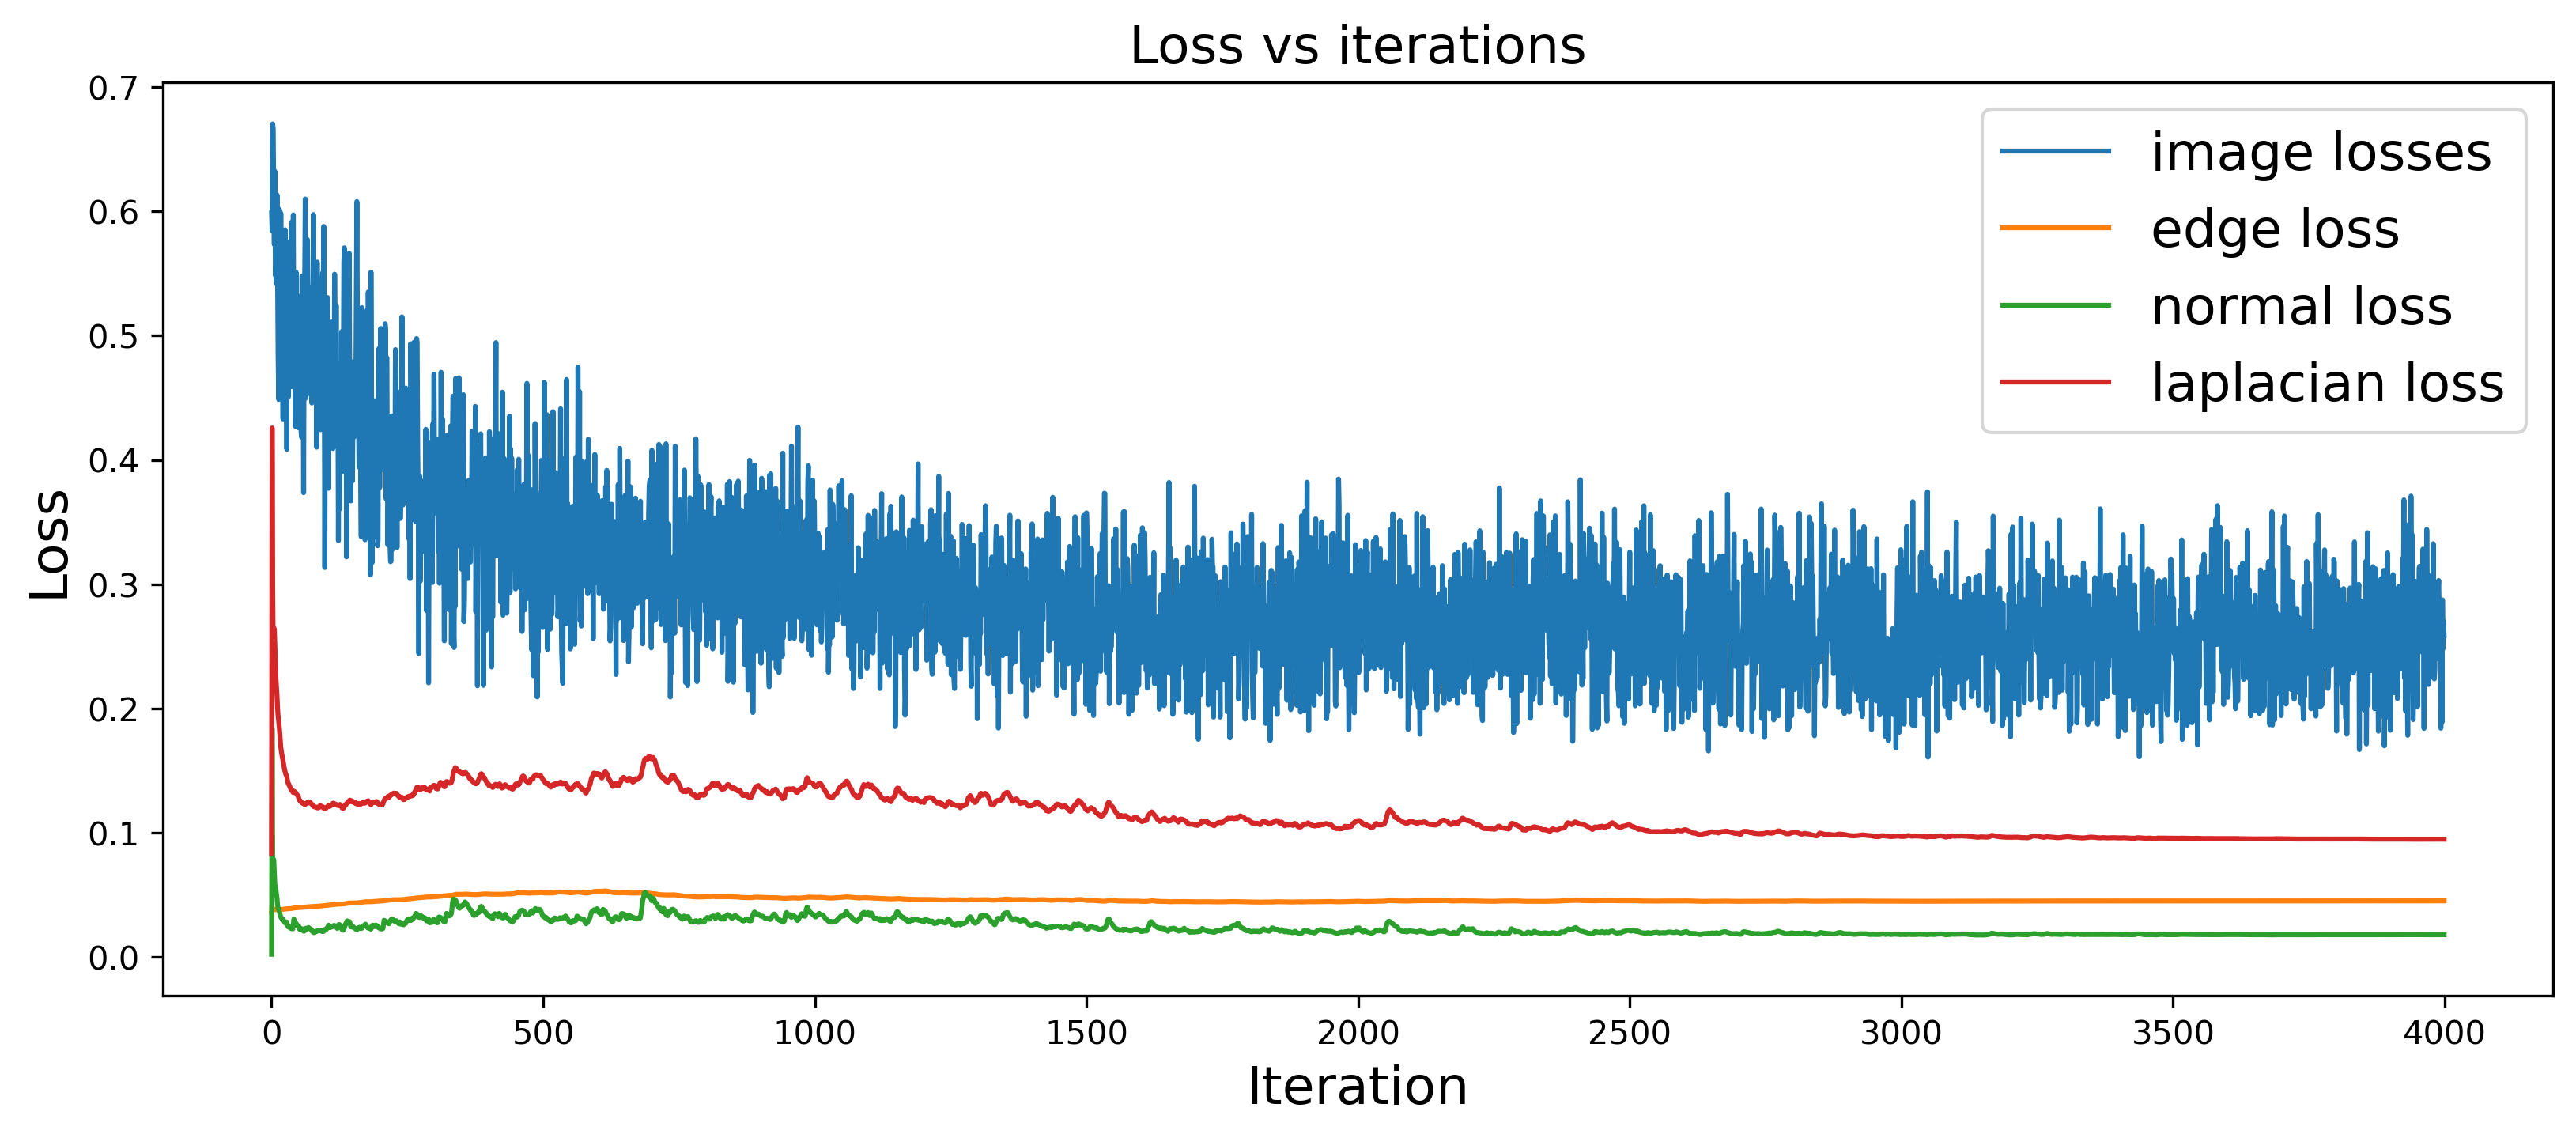 Loss vs iterations
0.7
0.6
0.5
0.4
0.3
0.2
0.1
0.0
Loss
image losses
edge loss
normal loss
laplacian loss
0 500 1000 1500 2000 2500 3000 3500 4000
Iteration